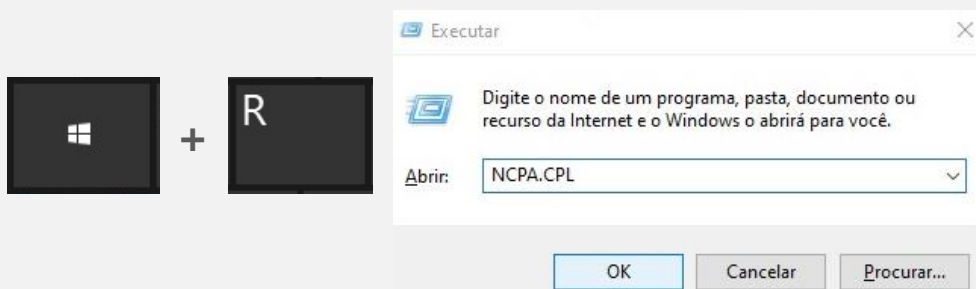 Executar
+
R
Digite o nome de um programa, pasta, documento ou
recurso da Internet e o Windows o abrirá para você.
Abrir:
NCPA.CPL
OK
Cancelar
Procurar...